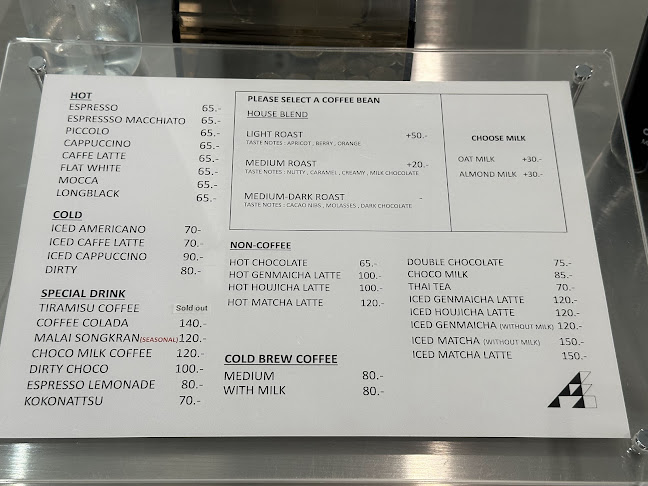 HOT
ESPRESSO 65.-
ESPRESSSO MACCHIATO 65.-
PICCOLO 65.-
CAPPUCCINO 65.-
CAFFE LATTE 65.-
FLAT WHITE 65.-
MOCCA 65.-
LONGBLACK 65.-
COLD
ICED AMERICANO 70-
ICED CAFFE LATTE 70.-
ICED CAPPUCCINO 90.-
DIRTY 80.-
SPECIAL DRINK
TIRAMISU COFFEE Sold out
COFFEE COLADA 140.-
MALAI SONGKRAN(SEASONAL) 120.-
CHOCO MILK COFFEE 120.-
DIRTY CHOCO 100.-
ESPRESSO LEMONADE 80.-
KOKONATTSU 70.-
PLEASE SELECT A COFFEE BEAN
HOUSE BLEND
LIGHT ROAST +50.-
TASTE NOTES : APRICOT , BERRY , ORANGE
MEDIUM ROAST +20.-
TASTE NOTES : NUTTY , CARAMEL , CREAMY , MILK CHOCOLATE
MEDIUM-DARK ROAST -
TASTE NOTES : CACAO NIBS , MOLASSES , DARK CHOCOLATE
CHOOSE MILK
OAT MILK +30.-
ALMOND MILK +30.-
NON-COFFEE
HOT CHOCOLATE 65.-
HOT GENMAICHA LATTE 100.-
HOT HOUJICHA LATTE 100.-
HOT MATCHA LATTE 120.-
DOUBLE CHOCOLATE 75.-
CHOCO MILK 85.-
THAI TEA 70.-
ICED GENMAICHA LATTE 120.-
ICED HOUJICHA LATTE 120.-
ICED GENMAICHA (WITHOUT MILK) 120.-
ICED MATCHA (WITHOUT MILK) 150.-
ICED MATCHA LATTE 150.-
COLD BREW COFFEE
MEDIUM 80.-
WITH MILK 80.-